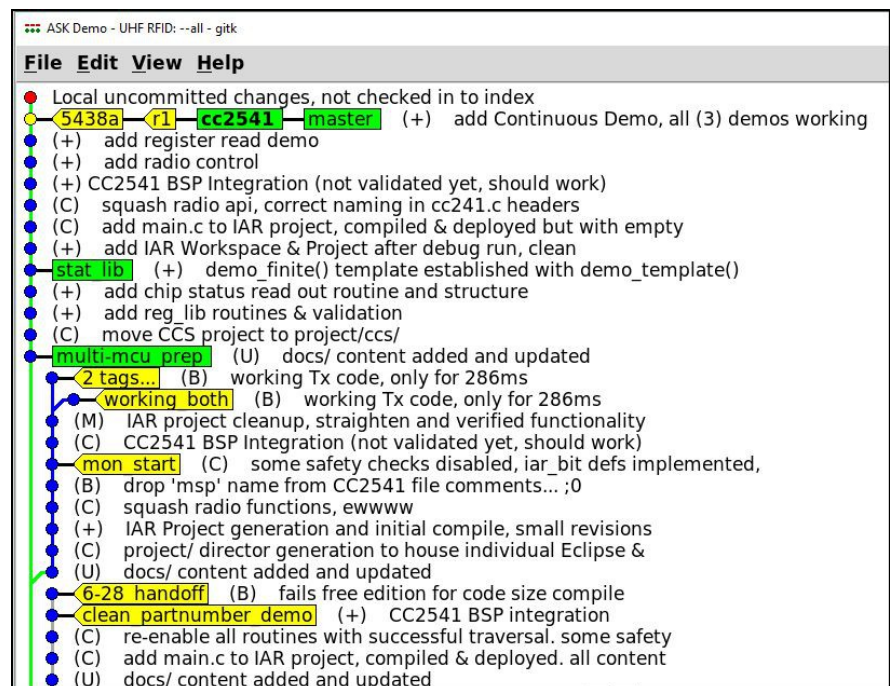 ASK Demo - UHF RFID: --all - gitk
File Edit View Help
Local uncommitted changes, not checked in to index
5438a r1 cc2541 master (+) add Continuous Demo, all (3) demos working
(+) add register read demo
(+) add radio control
(+) CC2541 BSP Integration (not validated yet, should work)
(C) squash radio api, correct naming in cc241.c headers
(C) add main.c to IAR project, compiled & deployed but with empty
(+) add IAR Workspace & Project after debug run, clean
stat_lib (+) demo_finite() template established with demo_template()
(+) add chip status read out routine and structure
(+) add reg_lib routines & validation
(C) move CCS project to project/ccs/
multi-mcu_prep (U) docs/ content added and updated
2 tags... (B) working Tx code, only for 286ms
working_both (B) working Tx code, only for 286ms
(M) IAR project cleanup, straighten and verified functionality
(C) CC2541 BSP Integration (not validated yet, should work)
mon_start (C) some safety checks disabled, iar_bit defs implemented,
(B) drop 'msp' name from CC2541 file comments... ;0
(C) squash radio functions, ewwww
(+) IAR Project generation and initial compile, small revisions
(C) project/ director generation to house individual Eclipse &
(U) docs/ content added and updated
6-28_handoff (B) fails free edition for code size compile
clean_partnumber_demo (+) CC2541 BSP integration
(C) re-enable all routines with successful traversal. some safety
(C) add main.c to IAR project, compiled & deployed. all content
(U) docs/ content added and updated